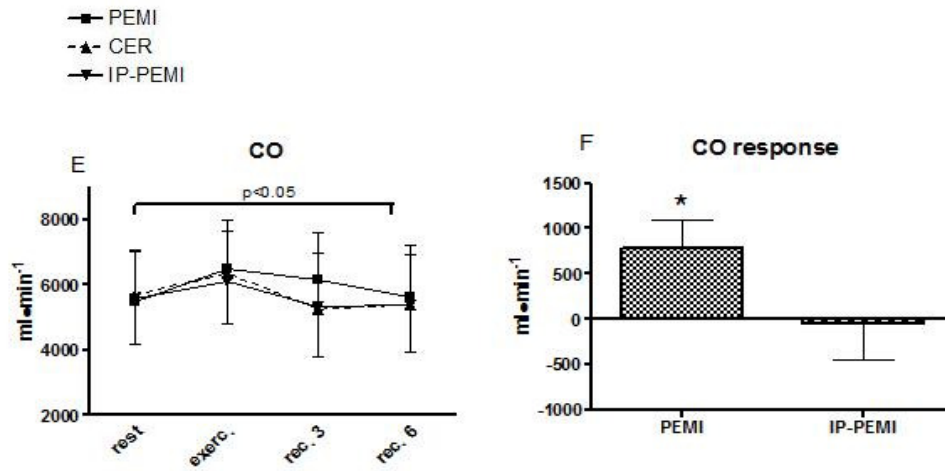 PEMI
CER
IP-PEMI
E
CO
p<0.05
8000
6000
4000
2000
ml•min⁻¹
rest
exerc.
rec. 3
rec. 6
F
CO response
*
1500
1000
500
0
-500
-1000
ml•min⁻¹
PEMI
IP-PEMI